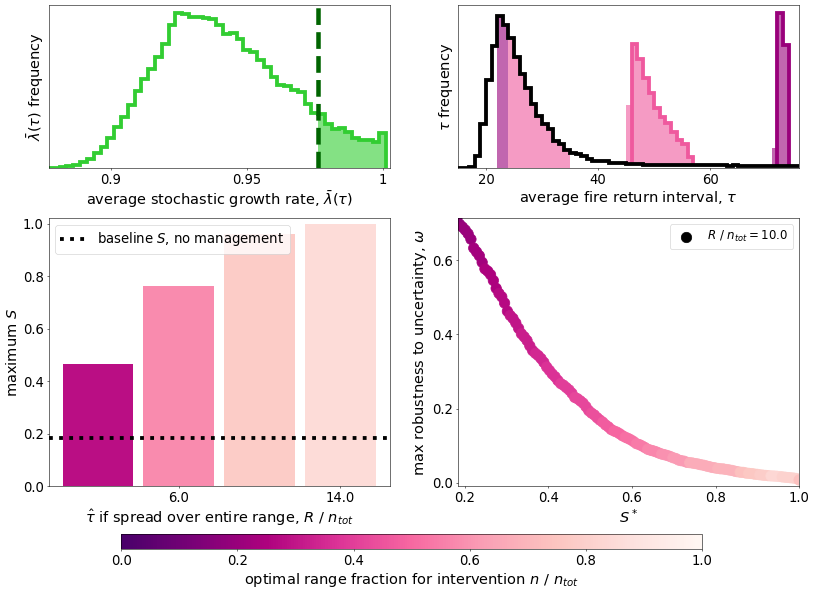 λ̄(τ) frequency
0.9
0.95
1
average stochastic growth rate, λ̄(τ)
τ frequency
20
40
60
average fire return interval, τ
maximum S
1.0
0.8
0.6
0.4
0.2
0.0
baseline S, no management
6.0
14.0
τ̂ if spread over entire range, R / n_tot
max robustness to uncertainty, ω
0.6
0.4
0.2
0.0
R / n_tot = 10.0
0.2
0.4
0.6
0.8
1.0
S*
0.0
0.2
0.4
0.6
0.8
1.0
optimal range fraction for intervention n / n_tot